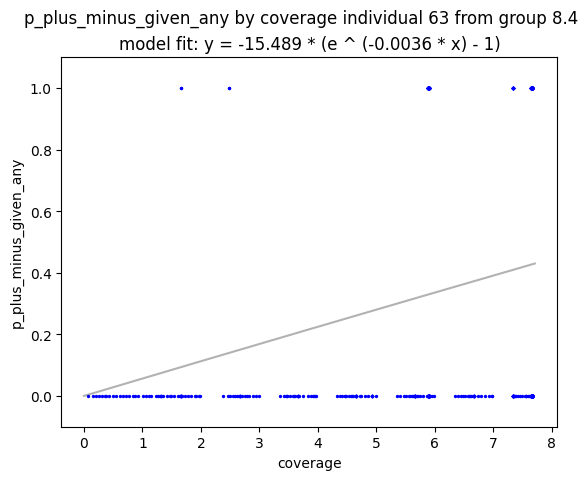 p_plus_minus_given_any by coverage individual 63 from group 8.4
model fit: y = -15.489 * (e ^ (-0.0036 * x) - 1)
1.0
0.8
0.6
0.4
0.2
0.0
p_plus_minus_given_any
0 1 2 3 4 5 6 7 8
coverage